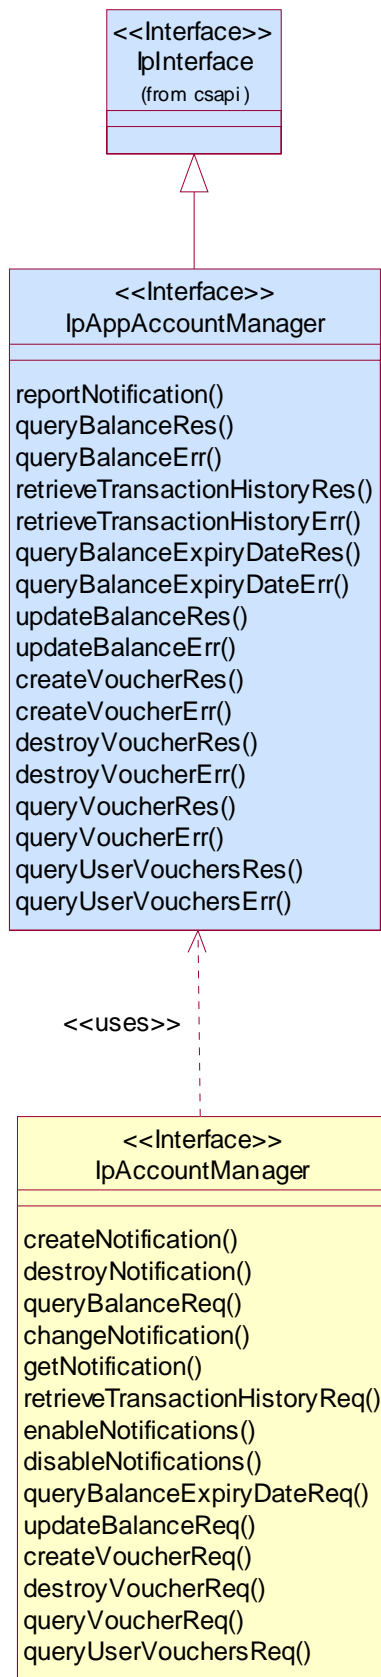 <<Interface>>
IpInterface
(from csapi)
<<Interface>>
IpAppAccountManager
reportNotification()
queryBalanceRes()
queryBalanceErr()
retrieveTransactionHistoryRes()
retrieveTransactionHistoryErr()
queryBalanceExpiryDateRes()
queryBalanceExpiryDateErr()
updateBalanceRes()
updateBalanceErr()
createVoucherRes()
createVoucherErr()
destroyVoucherRes()
destroyVoucherErr()
queryVoucherRes()
queryVoucherErr()
queryUserVouchersRes()
queryUserVouchersErr()
<<uses>>
<<Interface>>
IpAccountManager
createNotification()
destroyNotification()
queryBalanceReq()
changeNotification()
getNotification()
retrieveTransactionHistoryReq()
enableNotifications()
disableNotifications()
queryBalanceExpiryDateReq()
updateBalanceReq()
createVoucherReq()
destroyVoucherReq()
queryVoucherReq()
queryUserVouchersReq()